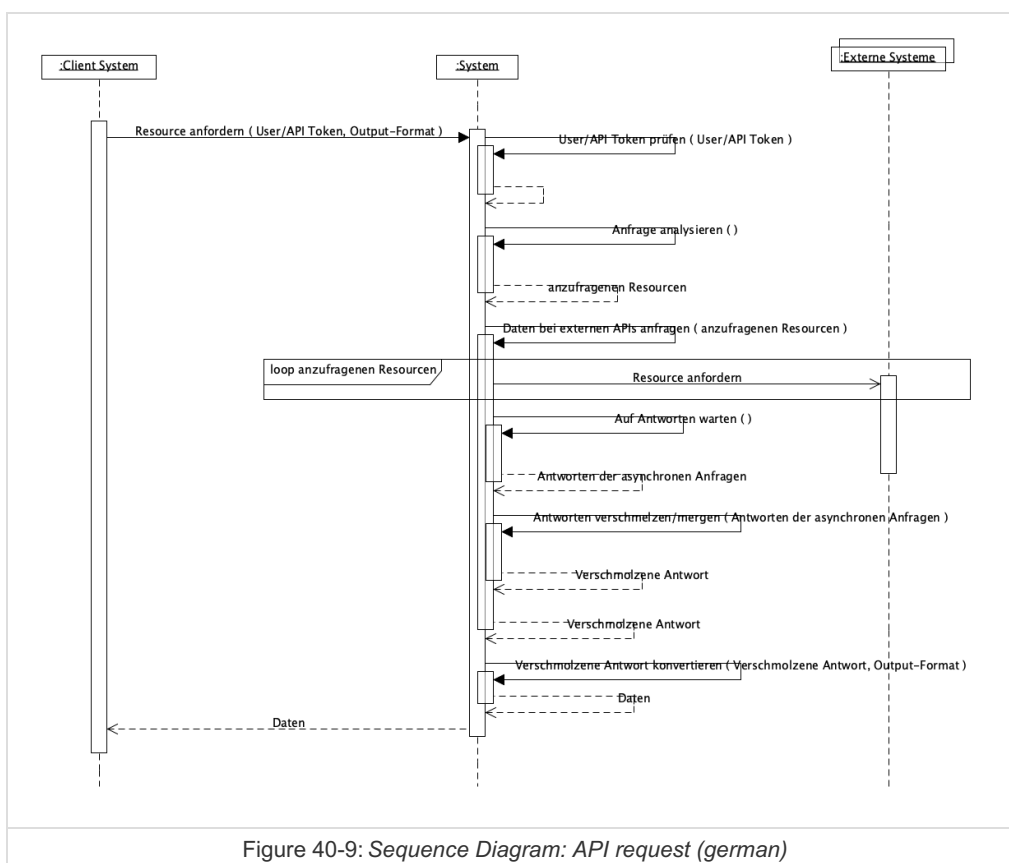 :Client System
:System
:Externe Systeme
Resource anfordern ( User/API Token, Output-Format )
User/API Token prüfen ( User/API Token )
Anfrage analysieren ( )
anzufragenen Resourcen
Daten bei externen APIs anfragen ( anzufragenen Resourcen )
loop anzufragenen Resourcen
Resource anfordern
Auf Antworten warten ( )
Antworten der asynchronen Anfragen
Antworten verschmelzen/mergen ( Antworten der asynchronen Anfragen )
Verschmolzene Antwort
Verschmolzene Antwort
Verschmolzene Antwort konvertieren ( Verschmolzene Antwort, Output-Format )
Daten
Daten
Figure 40-9: Sequence Diagram: API request (german)